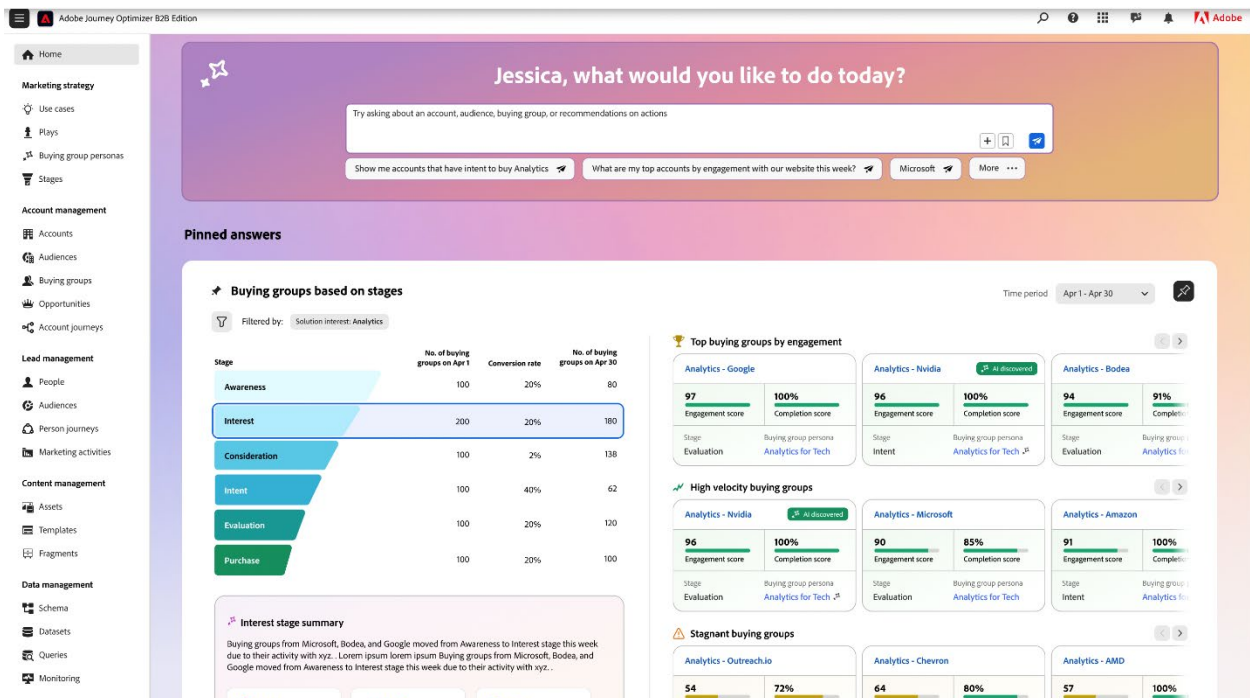 Adobe Journey Optimizer B2B Edition
Adobe
Home
Marketing strategy
Use cases
Plays
Buying group personas
Stages
Account management
Accounts
Audiences
Buying groups
Opportunities
Account journeys
Lead management
People
Audiences
Person journeys
Marketing activities
Content management
Assets
Templates
Fragments
Data management
Schema
Datasets
Queries
Monitoring
Jessica, what would you like to do today?
Try asking about an account, audience, buying group, or recommendations on actions
Show me accounts that have intent to buy Analytics
What are my top accounts by engagement with our website this week?
Microsoft
More
Pinned answers
Buying groups based on stages
Time period Apr 1 - Apr 30
Filtered by: Solution interest: Analytics
Stage No. of buying groups on Apr 1 Conversion rate No. of buying groups on Apr 30
Awareness 100 20% 80
Interest 200 20% 180
Consideration 100 2% 138
Intent 100 40% 62
Evaluation 100 20% 120
Purchase 100 20% 100
Interest stage summary
Buying groups from Microsoft, Bodea, and Google moved from Awareness to Interest stage this week
due to their activity with xyz. . Lorem ipsum lorem ipsum Buying groups from Microsoft, Bodea, and
Google moved from Awareness to Interest stage this week due to their activity with xyz. .
Top buying groups by engagement
Analytics - Google
97 100%
Engagement score Completion score
Stage Buying group persona
Evaluation Analytics for Tech
Analytics - Nvidia AI discovered
96 100%
Engagement score Completion score
Stage Buying group persona
Intent Analytics for Tech
Analytics - Bodea
94 91%
Engagement score
Stage Buying group
Evaluation Analytics
High velocity buying groups
Analytics - Nvidia AI discovered
96 100%
Engagement score Completion score
Stage Buying group persona
Evaluation Analytics for Tech
Analytics - Microsoft
90 85%
Engagement score Completion score
Stage Buying group persona
Evaluation Analytics for Tech
Analytics - Amazon
91 100%
Engagement score
Stage Buying group
Intent Analytics
Stagnant buying groups
Analytics - Outreach.io
54 72%
Analytics - Chevron
64 80%
Analytics - AMD
57 100%